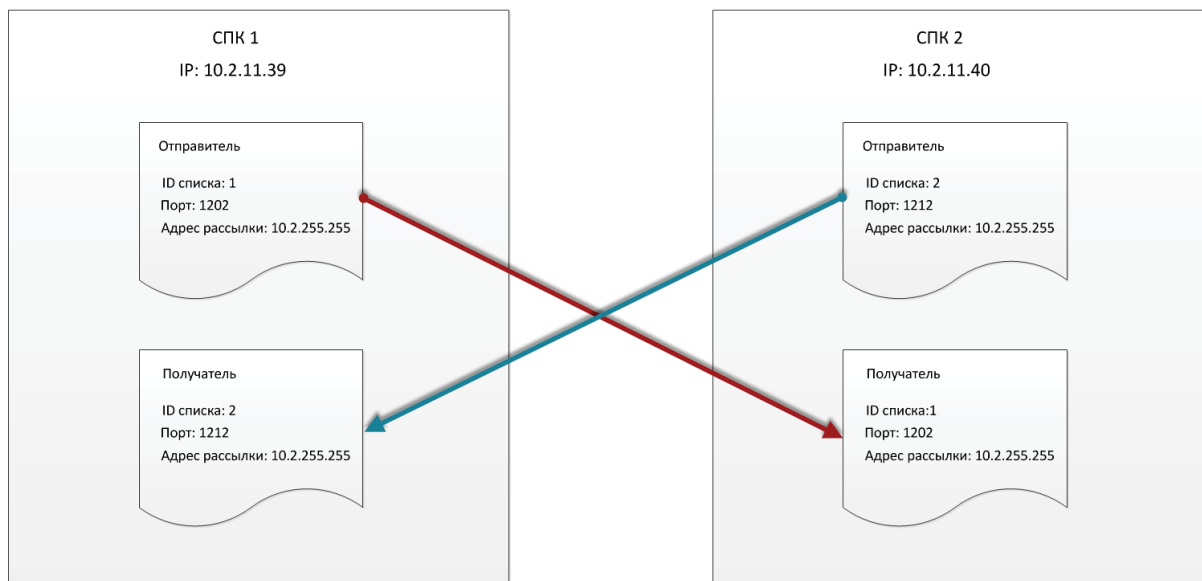 СПК 1
IP: 10.2.11.39
Отправитель
ID списка: 1
Порт: 1202
Адрес рассылки: 10.2.255.255
Получатель
ID списка: 2
Порт: 1212
Адрес рассылки: 10.2.255.255
СПК 2
IP: 10.2.11.40
Отправитель
ID списка: 2
Порт: 1212
Адрес рассылки: 10.2.255.255
Получатель
ID списка:1
Порт: 1202
Адрес рассылки: 10.2.255.255